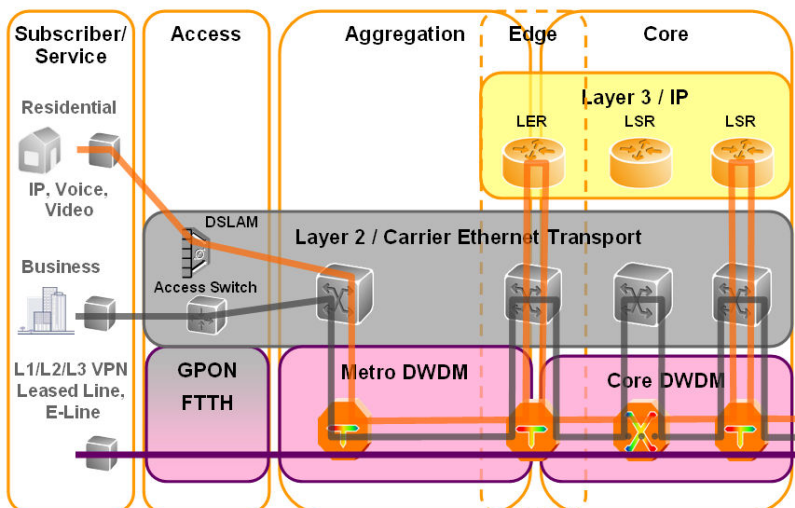 Subscriber/
Service
Access
Aggregation
Edge
Core
Layer 3 / IP
LER
LSR
LSR
Residential
IP, Voice,
Video
DSLAM
Layer 2 / Carrier Ethernet Transport
Business
Access Switch
L1/L2/L3 VPN
Leased Line,
E-Line
GPON
FTTH
Metro DWDM
Core DWDM